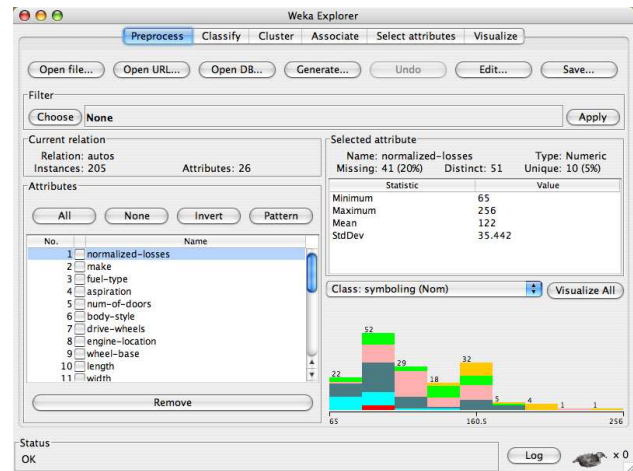 Weka Explorer
Preprocess Classify Cluster Associate Select attributes Visualize
Open file... Open URL... Open DB... Generate... Undo Edit... Save...
Filter
Choose None Apply
Current relation
Relation: autos
Instances: 205 Attributes: 26
Attributes
All None Invert Pattern
No. Name
1 normalized-losses
2 make
3 fuel-type
4 aspiration
5 num-of-doors
6 body-style
7 drive-wheels
8 engine-location
9 wheel-base
10 length
11 width
Remove
Selected attribute
Name: normalized-losses Type: Numeric
Missing: 41 (20%) Distinct: 51 Unique: 10 (5%)
Statistic Value
Minimum 65
Maximum 256
Mean 122
StdDev 35.442
Class: symboling (Nom) Visualize All
22 52 29 18 32 5 4 1 1
65 160.5 256
Status
OK Log x 0